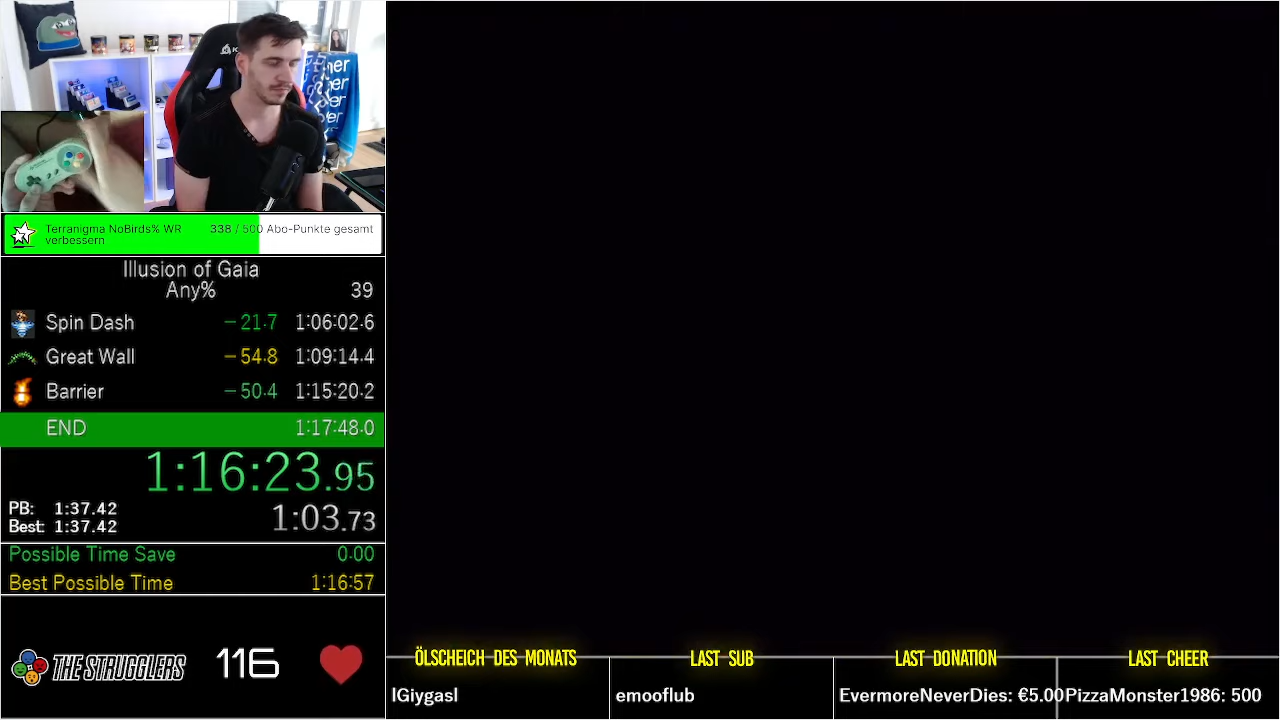 Terranigma NoBirds% WR verbessern
338 / 500 Abo-Punkte gesamt
Illusion of Gaia
Any% 39
Spin Dash -21.7 1:06:02.6
Great Wall -54.8 1:09:14.4
Barrier -50.4 1:15:20.2
END 1:17:48.0
1:16:23.95
PB: 1:37.42
Best: 1:37.42
1:03.73
Possible Time Save 0.00
Best Possible Time 1:16:57
THE STRUGGLERS 116
ÖLSCHEICH DES MONATS
lGiygasl
LAST SUB
emooflub
LAST DONATION
EvermoreNeverDies: €5.00
LAST CHEER
PizzaMonster1986: 500